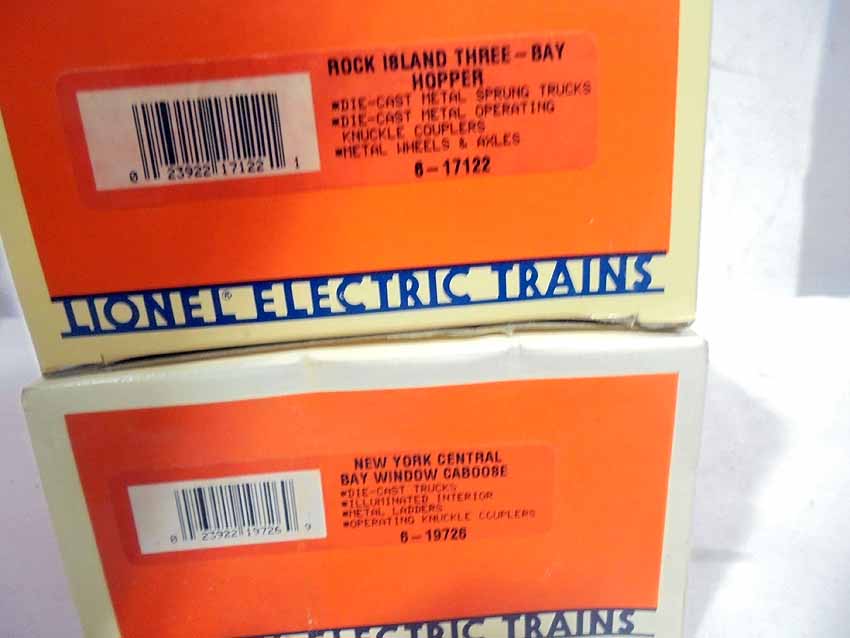 ROCK ISLAND THREE-BAY
HOPPER
*DIE-CAST METAL SPRUNG TRUCKS
*DIE-CAST METAL OPERATING
KNUCKLE COUPLERS
*METAL WHEELS & AXLES
6-17122
0 23922 17122 1
LIONEL® ELECTRIC TRAINS
NEW YORK CENTRAL
BAY WINDOW CABOOSE
*DIE-CAST TRUCKS
*ILLUMINATED INTERIOR
*METAL LADDERS
*OPERATING KNUCKLE COUPLERS
6-19726
0 23922 19726 9
ELECTRIC TRAINS